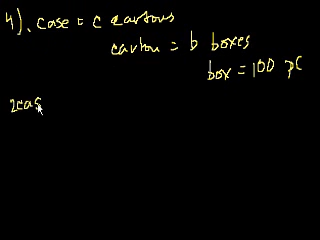 4). case = c cartons
carton = b boxes
box = 100 pc
2cas